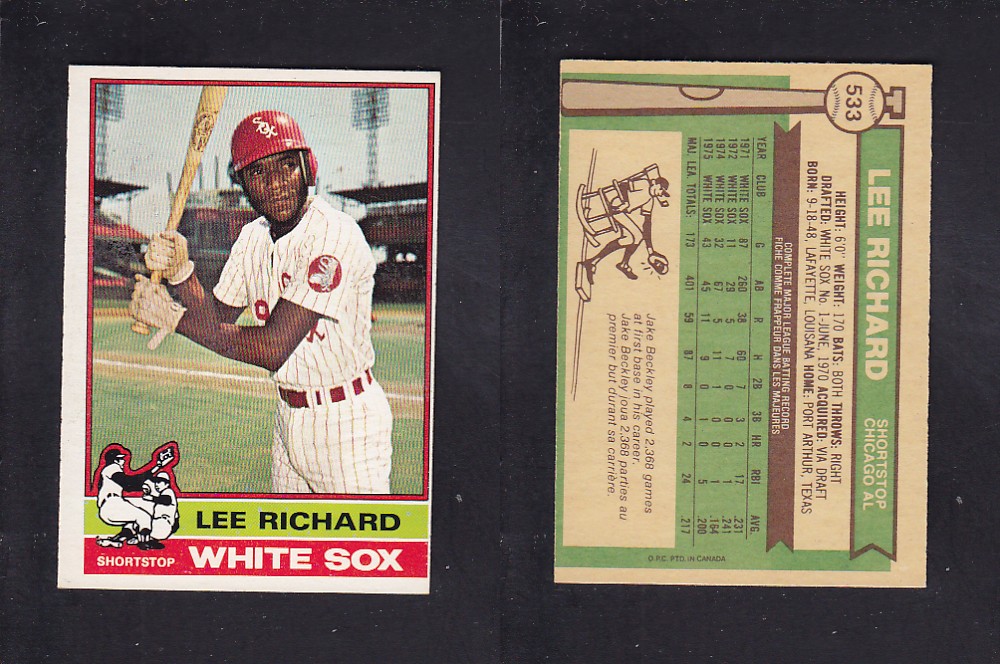 SOX
LEE RICHARD
SHORTSTOP WHITE SOX
533
LEE RICHARD
SHORTSTOP
CHICAGO AL
HEIGHT: 6'0" WEIGHT: 170 BATS: BOTH THROWS: RIGHT
DRAFTED: WHITE SOX No. 1-JUNE, 1970 ACQUIRED: VIA DRAFT
BORN: 9-18-48, LAFAYETTE, LOUISANA HOME: PORT ARTHUR, TEXAS
COMPLETE MAJOR LEAGUE BATTING RECORD
FICHE COMME FRAPPEUR DANS LES MAJEURES
YEAR CLUB G AB R H 2B 3B HR RBI AVG.
1971 WHITE SOX 87 260 38 60 7 3 2 17 .231
1972 WHITE SOX 11 29 5 7 0 0 0 1 .241
1974 WHITE SOX 32 67 5 11 1 0 0 1 .164
1975 WHITE SOX 43 45 11 9 0 1 0 5 .200
MAJ. LEA. TOTALS: 173 401 59 87 8 4 2 24 .217
Jake Beckley played 2,368 games
at first base in his career.
Jake Beckley joua 2,368 parties au
premier but durant sa carrière.
O.P.C. PTD. IN CANADA